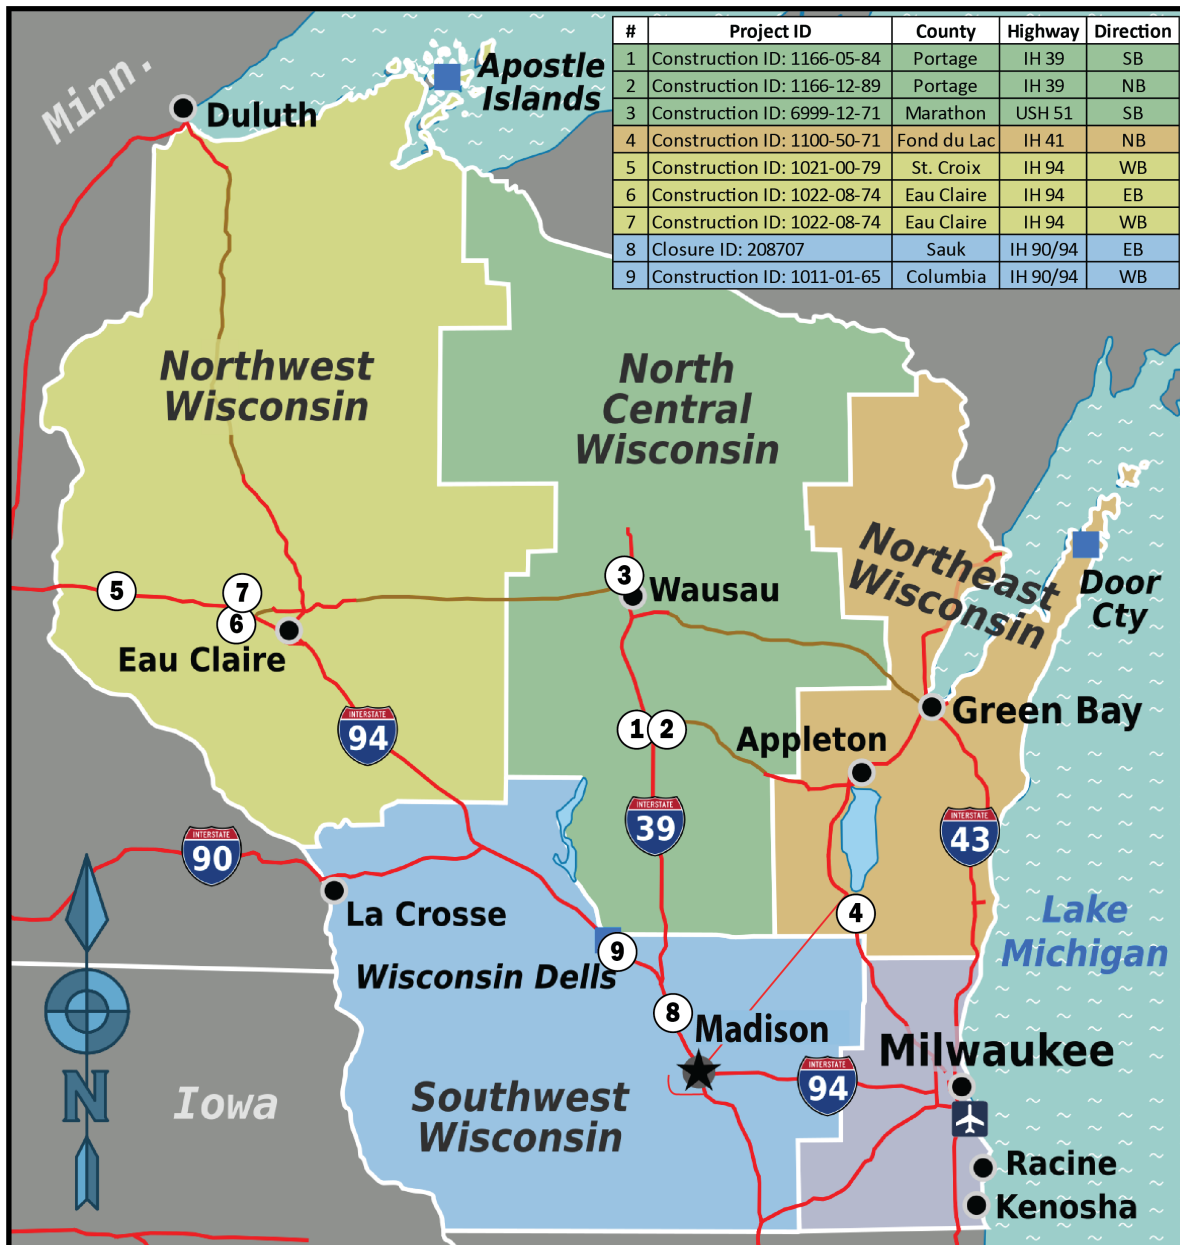 # Project ID County Highway Direction
1 Construction ID: 1166-05-84 Portage IH 39 SB
2 Construction ID: 1166-12-89 Portage IH 39 NB
3 Construction ID: 6999-12-71 Marathon USH 51 SB
4 Construction ID: 1100-50-71 Fond du Lac IH 41 NB
5 Construction ID: 1021-00-79 St. Croix IH 94 WB
6 Construction ID: 1022-08-74 Eau Claire IH 94 EB
7 Construction ID: 1022-08-74 Eau Claire IH 94 WB
8 Closure ID: 208707 Sauk IH 90/94 EB
9 Construction ID: 1011-01-65 Columbia IH 90/94 WB
Minn.
Duluth
Apostle
Islands
Northwest
Wisconsin
North
Central
Wisconsin
Northeast
Wisconsin
Door
Cty
5
7
6
3
Wausau
Eau Claire
INTERSTATE
94
1
2
Appleton
Green Bay
INTERSTATE
39
INTERSTATE
43
INTERSTATE
90
La Crosse
4
Lake
Michigan
9
Wisconsin Dells
8
Madison
Milwaukee
INTERSTATE
94
N
Iowa
Southwest
Wisconsin
Racine
Kenosha